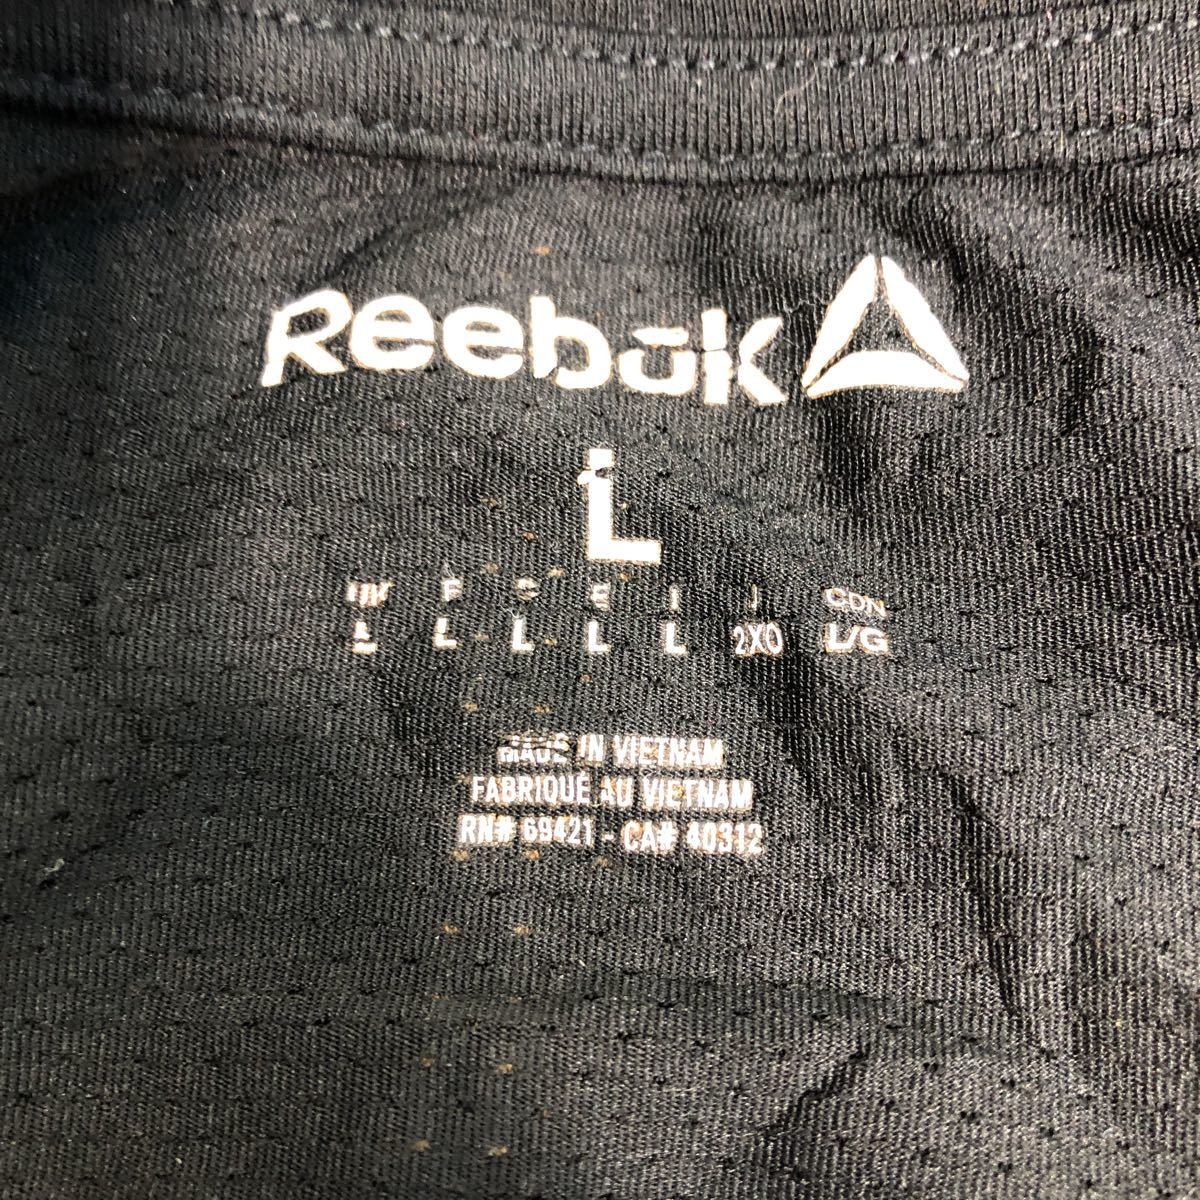 Reebok
L
UK F G E I J CDN
L L L L L 2XO L/G
MADE IN VIETNAM
FABRIQUÉ AU VIETNAM
RN# 69421 - CA# 40312